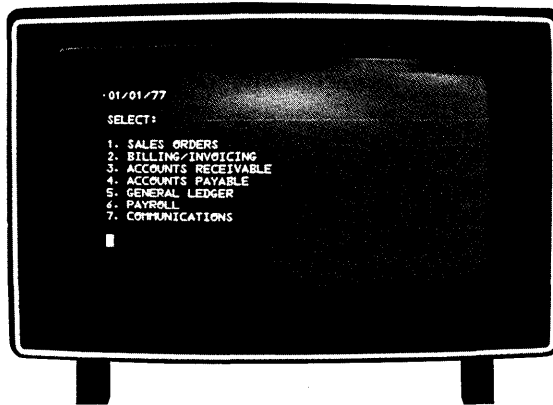 01/01/77
SELECT:
1. SALES ORDERS
2. BILLING/INVOICING
3. ACCOUNTS RECEIVABLE
4. ACCOUNTS PAYABLE
5. GENERAL LEDGER
6. PAYROLL
7. COMMUNICATIONS